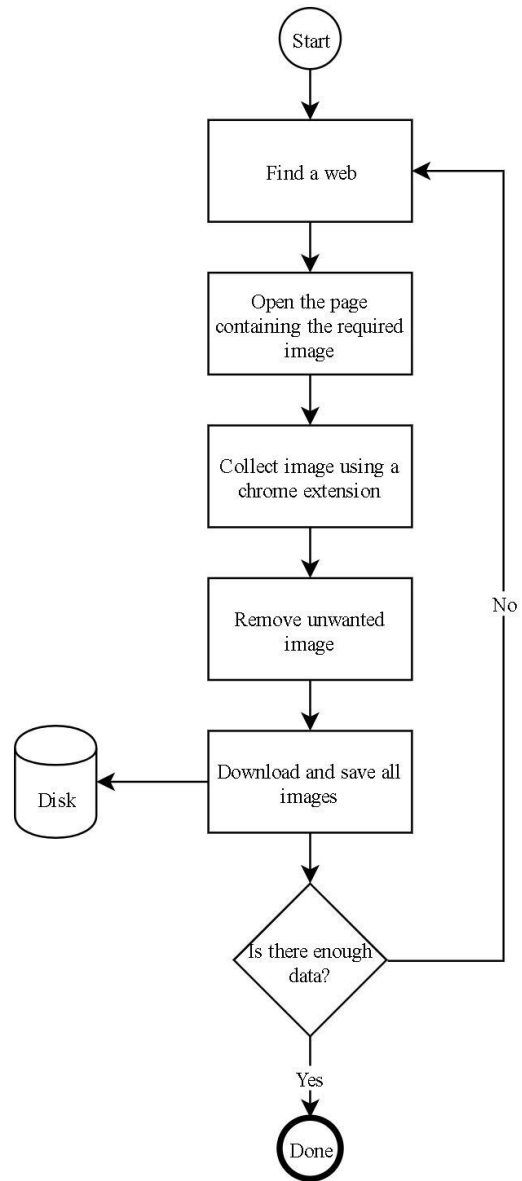 Start
Find a web
Open the page
containing the required
image
Collect image using a
chrome extension
Remove unwanted
image
No
Download and save all
images
Disk
Is there enough
data?
Yes
Done